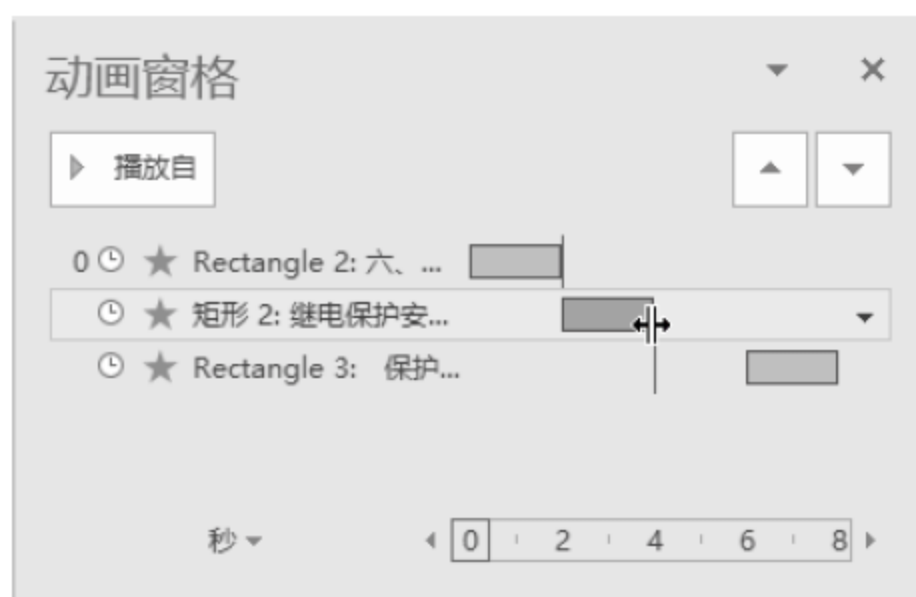 动画窗格
播放自
0 Rectangle 2: 六、 ...
矩形 2: 继电保护安...
Rectangle 3: 保护...
秒 0 2 4 6 8